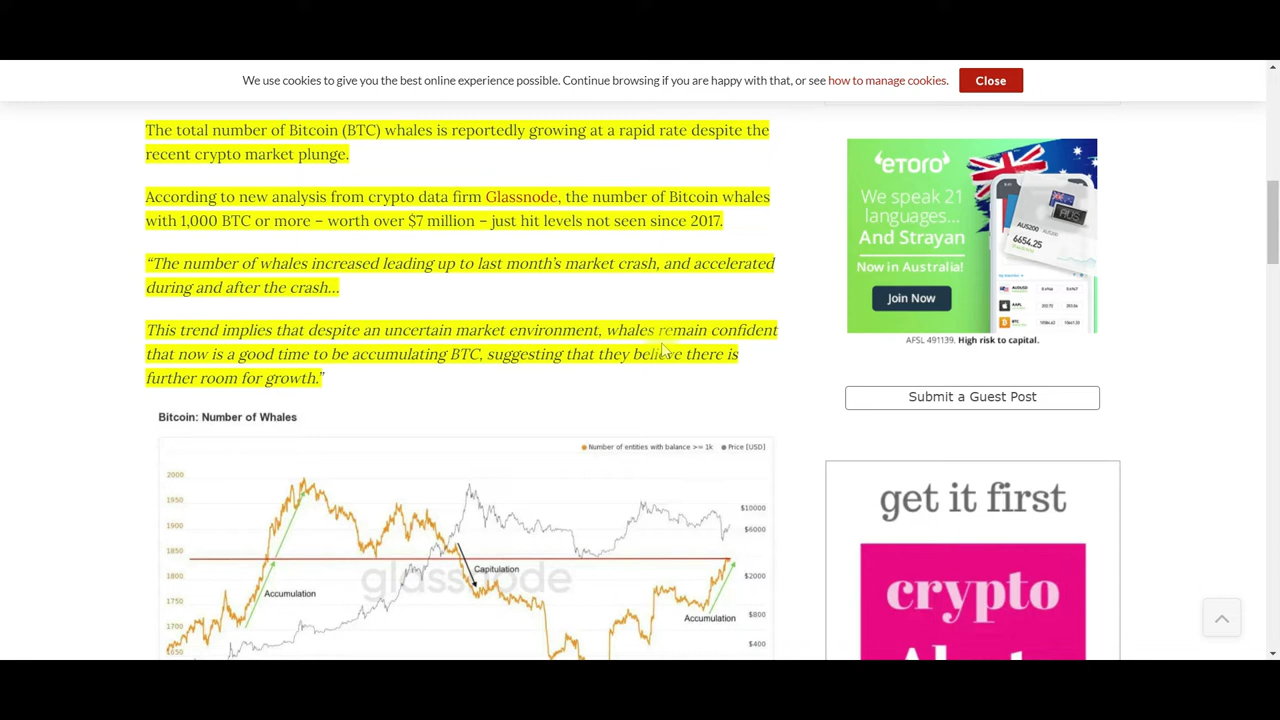 We use cookies to give you the best online experience possible. Continue browsing if you are happy with that, or see how to manage cookies.
Close
The total number of Bitcoin (BTC) whales is reportedly growing at a rapid rate despite the
recent crypto market plunge.
According to new analysis from crypto data firm Glassnode, the number of Bitcoin whales
with 1,000 BTC or more – worth over $7 million – just hit levels not seen since 2017.
“The number of whales increased leading up to last month’s market crash, and accelerated
during and after the crash…
This trend implies that despite an uncertain market environment, whales remain confident
that now is a good time to be accumulating BTC, suggesting that they believe there is
further room for growth.”
Bitcoin: Number of Whales
Number of entities with balance >= 1k
Price [USD]
2000
1950
1900
1850
1800
1750
1700
1650
$10000
$6000
$2000
$800
$400
glassnode
Accumulation
Capitulation
Accumulation
eTORO
We speak 21
languages...
And Strayan
Now in Australia!
Join Now
AUS
AUS200
6654.25
AFSL 491139. High risk to capital.
Submit a Guest Post
get it first
crypto